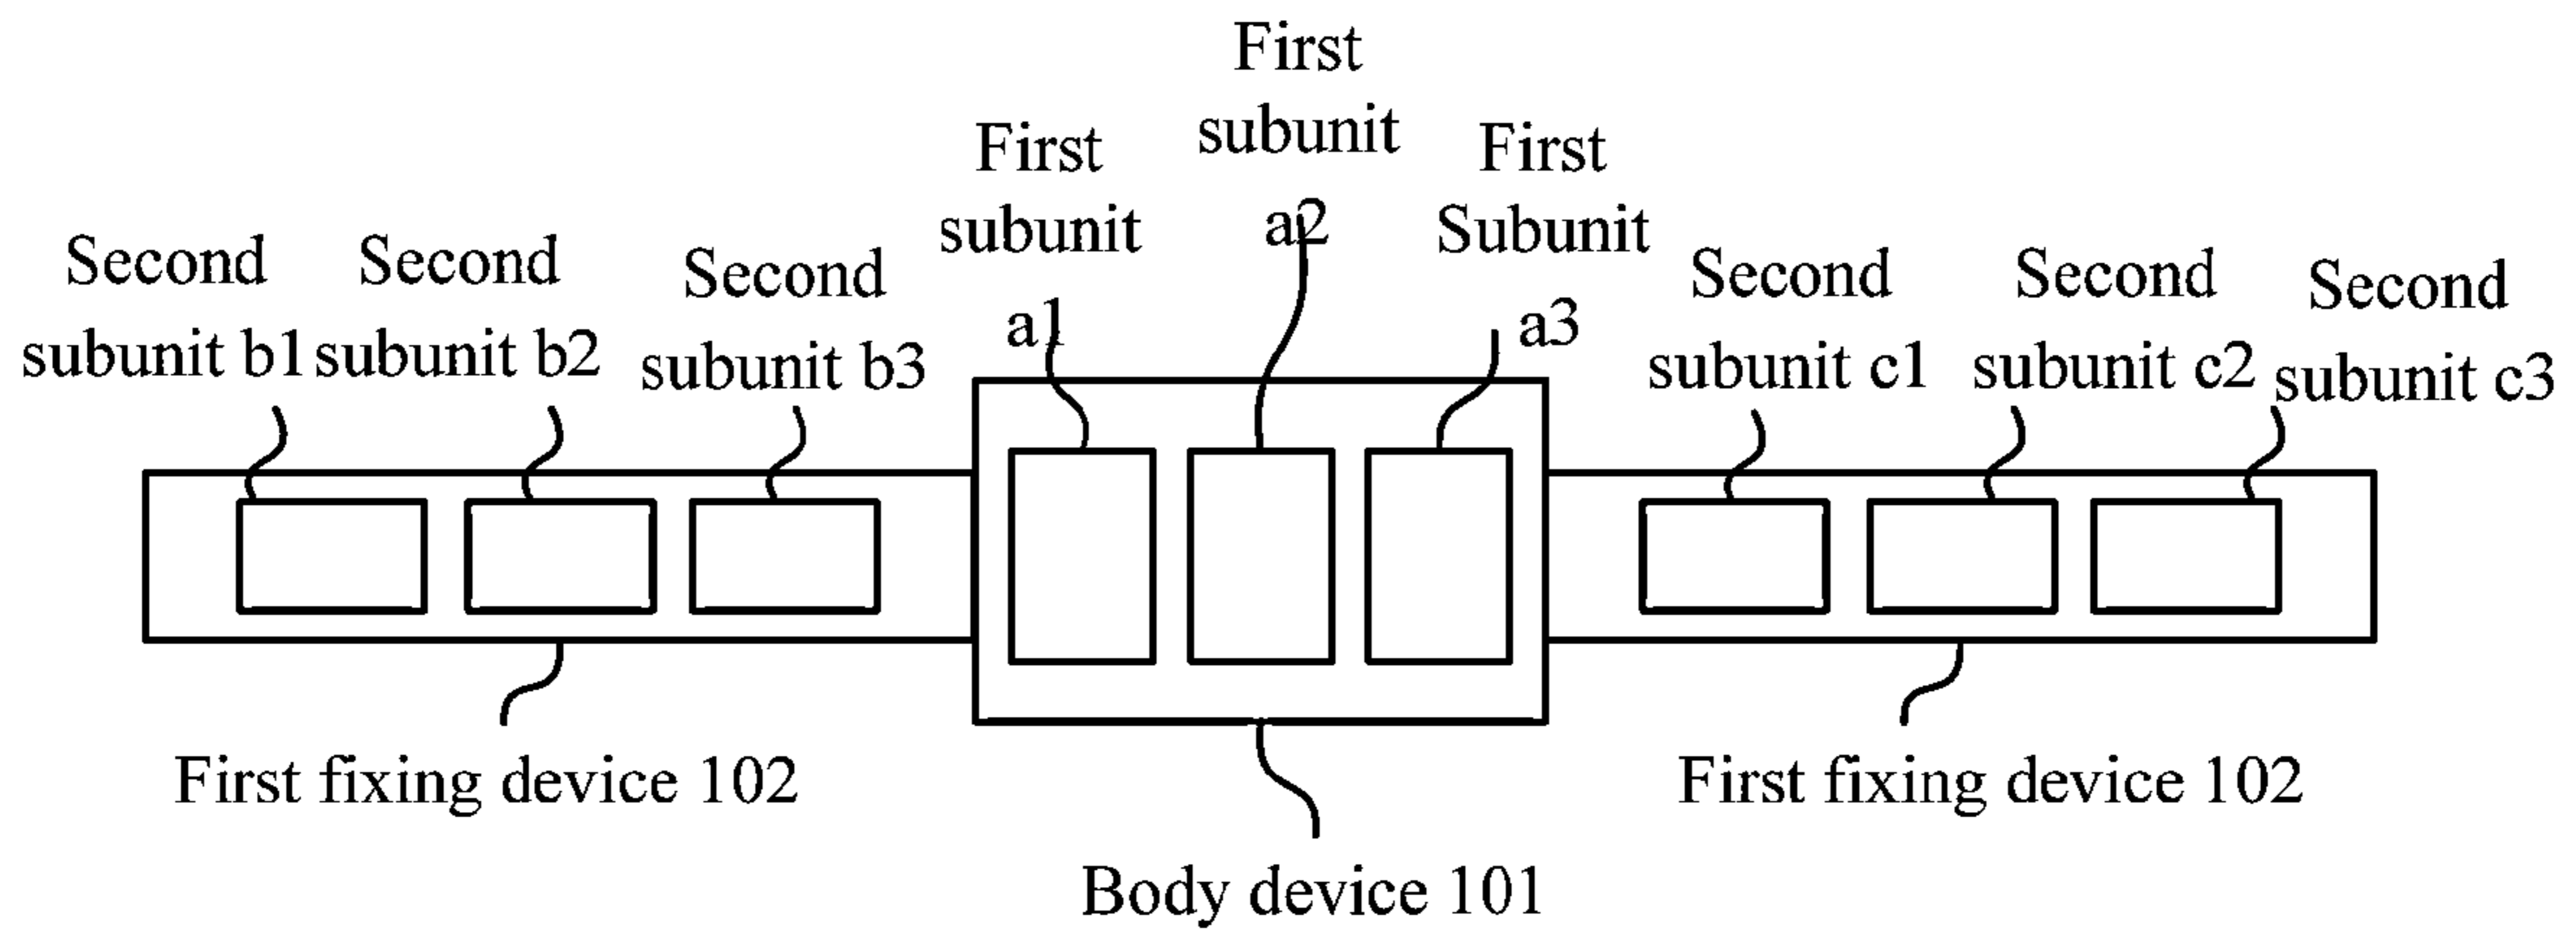 Second
subunit b1
Second
subunit b2
Second
subunit b3
First
subunit
a1
First
subunit
a2
First
Subunit
a3
Second
subunit c1
Second
subunit c2
Second
subunit c3
First fixing device 102
Body device 101
First fixing device 102